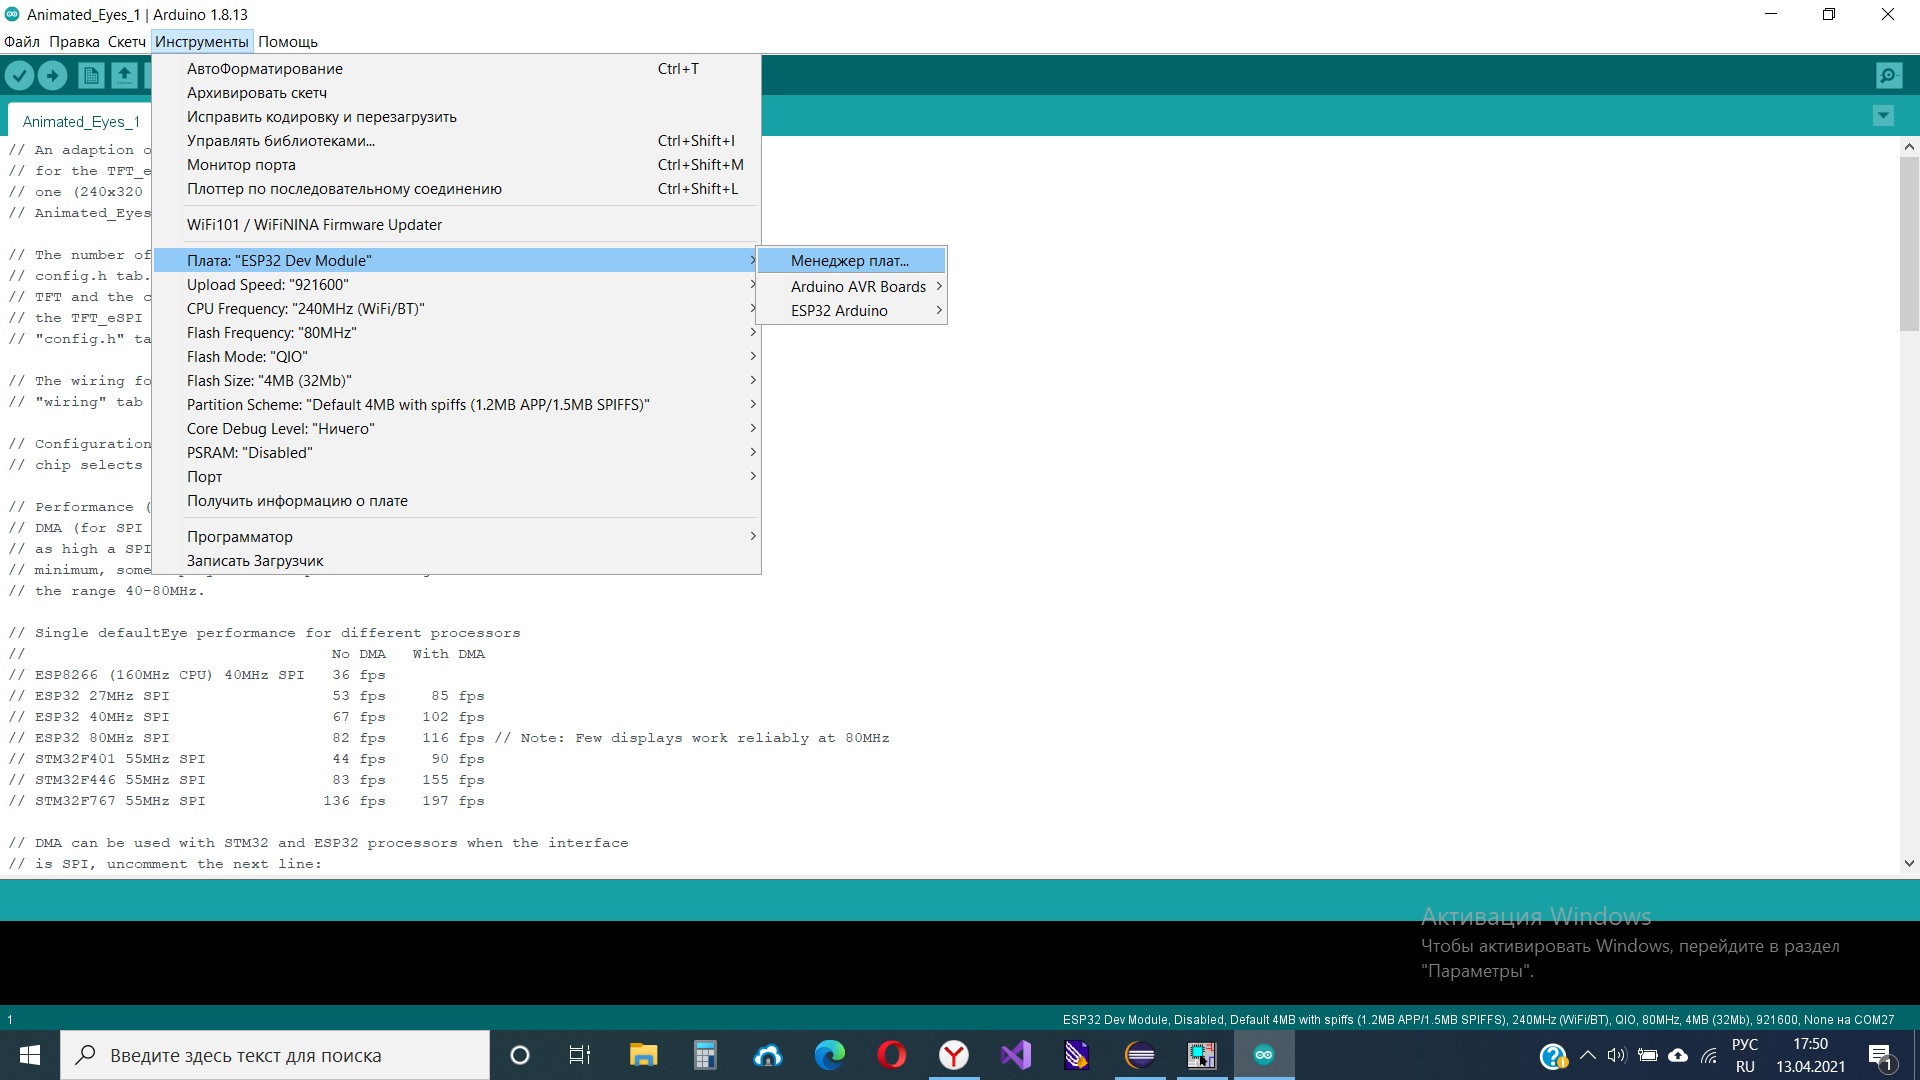 Animated_Eyes_1 | Arduino 1.8.13
Файл Правка Скетч Инструменты Помощь
АвтоФорматирование Ctrl+T
Архивировать скетч
Исправить кодировку и перезагрузить
Управлять библиотеками... Ctrl+Shift+I
Монитор порта Ctrl+Shift+M
Плоттер по последовательному соединению Ctrl+Shift+L
WiFi101 / WiFiNINA Firmware Updater
Плата: "ESP32 Dev Module"
Upload Speed: "921600"
CPU Frequency: "240MHz (WiFi/BT)"
Flash Frequency: "80MHz"
Flash Mode: "QIO"
Flash Size: "4MB (32Mb)"
Partition Scheme: "Default 4MB with spiffs (1.2MB APP/1.5MB SPIFFS)"
Core Debug Level: "Ничего"
PSRAM: "Disabled"
Порт
Получить информацию о плате
Программатор
Записать Загрузчик
Менеджер плат...
Arduino AVR Boards
ESP32 Arduino
Animated_Eyes_1
// An adaption o
// for the TFT_e
// one (240x320
// Animated_Eyes
// The number of
// config.h tab.
// TFT and the c
// the TFT_eSPI
// "config.h" ta
// The wiring fo
// "wiring" tab
// Configuration
// chip selects
// Performance (
// DMA (for SPI
// as high a SPI
// minimum, some
// the range 40-80MHz.
// Single defaultEye performance for different processors
// No DMA With DMA
// ESP8266 (160MHz CPU) 40MHz SPI 36 fps
// ESP32 27MHz SPI 53 fps 85 fps
// ESP32 40MHz SPI 67 fps 102 fps
// ESP32 80MHz SPI 82 fps 116 fps // Note: Few displays work reliably at 80MHz
// STM32F401 55MHz SPI 44 fps 90 fps
// STM32F446 55MHz SPI 83 fps 155 fps
// STM32F767 55MHz SPI 136 fps 197 fps
// DMA can be used with STM32 and ESP32 processors when the interface
// is SPI, uncomment the next line:
Активация Windows
Чтобы активировать Windows, перейдите в раздел
"Параметры".
1
ESP32 Dev Module, Disabled, Default 4MB with spiffs (1.2MB APP/1.5MB SPIFFS), 240MHz (WiFi/BT), QIO, 80MHz, 4MB (32Mb), 921600, None на COM27
Введите здесь текст для поиска
РУС
RU
17:50
13.04.2021
1